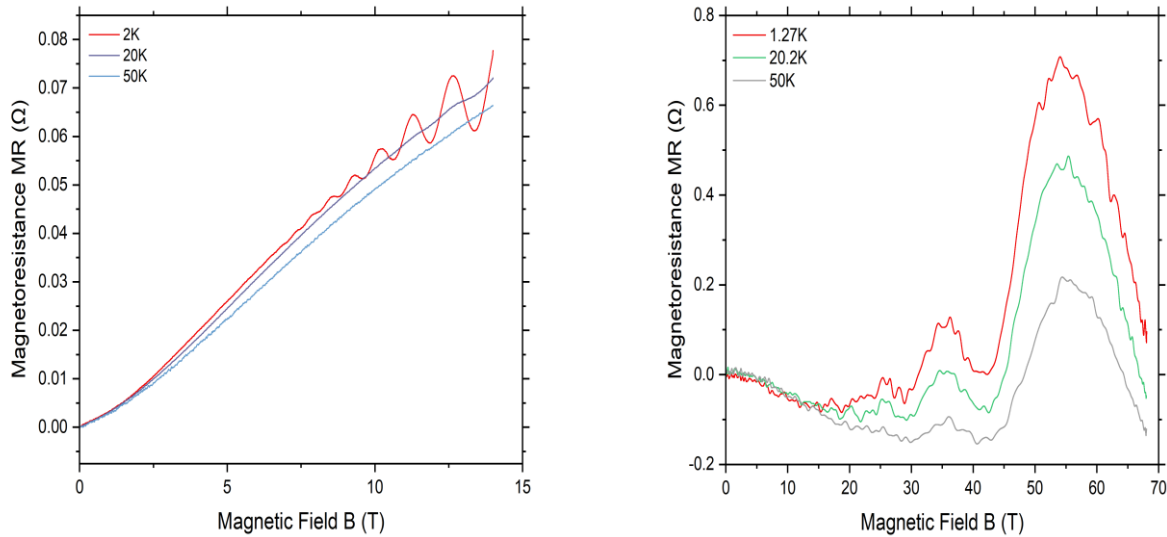 0.08
0.07
0.06
0.05
0.04
0.03
0.02
0.01
0.00
Magnetoresistance MR (Ω)
2K
20K
50K
0
5
10
15
Magnetic Field B (T)
0.8
0.6
0.4
0.2
0.0
-0.2
Magnetoresistance MR (Ω)
1.27K
20.2K
50K
0
10
20
30
40
50
60
70
Magnetic Field B (T)